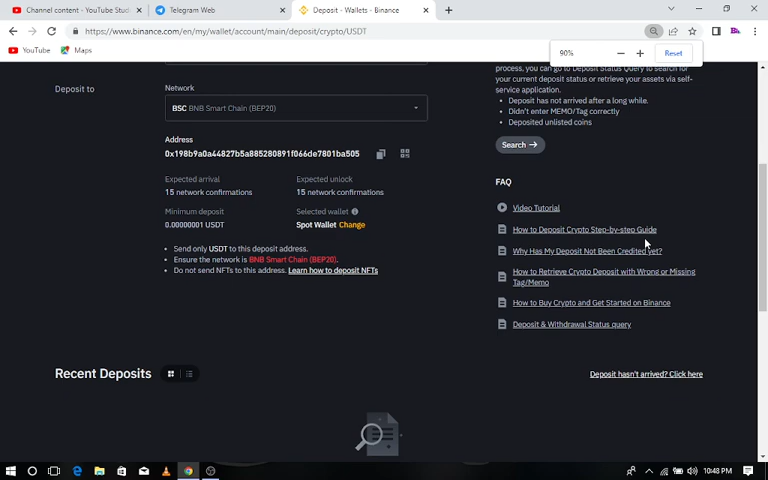 Channel content - YouTube Stud
Telegram Web
Deposit - Wallets - Binance
https://www.binance.com/en/my/wallet/account/main/deposit/crypto/USDT
YouTube
Maps
90%
Reset
Deposit to
Network
BSC BNB Smart Chain (BEP20)
Address
0x198b9a0a44827b5a885280891f066de7801ba505
Expected arrival
Expected unlock
15 network confirmations
15 network confirmations
Minimum deposit
Selected wallet
0.00000001 USDT
Spot Wallet Change
• Send only USDT to this deposit address.
• Ensure the network is BNB Smart Chain (BEP20).
• Do not send NFTs to this address. Learn how to deposit NFTs
process, you can go to Deposit Status Query to search for
your current deposit status or retrieve your assets via self-
service application.
• Deposit has not arrived after a long while.
• Didn't enter MEMO/Tag correctly
• Deposited unlisted coins
Search →
FAQ
Video Tutorial
How to Deposit Crypto Step-by-step Guide
Why Has My Deposit Not Been Credited yet?
How to Retrieve Crypto Deposit with Wrong or Missing
Tag/Memo
How to Buy Crypto and Get Started on Binance
Deposit & Withdrawal Status query
Recent Deposits
Deposit hasn't arrived? Click here
10:48 PM